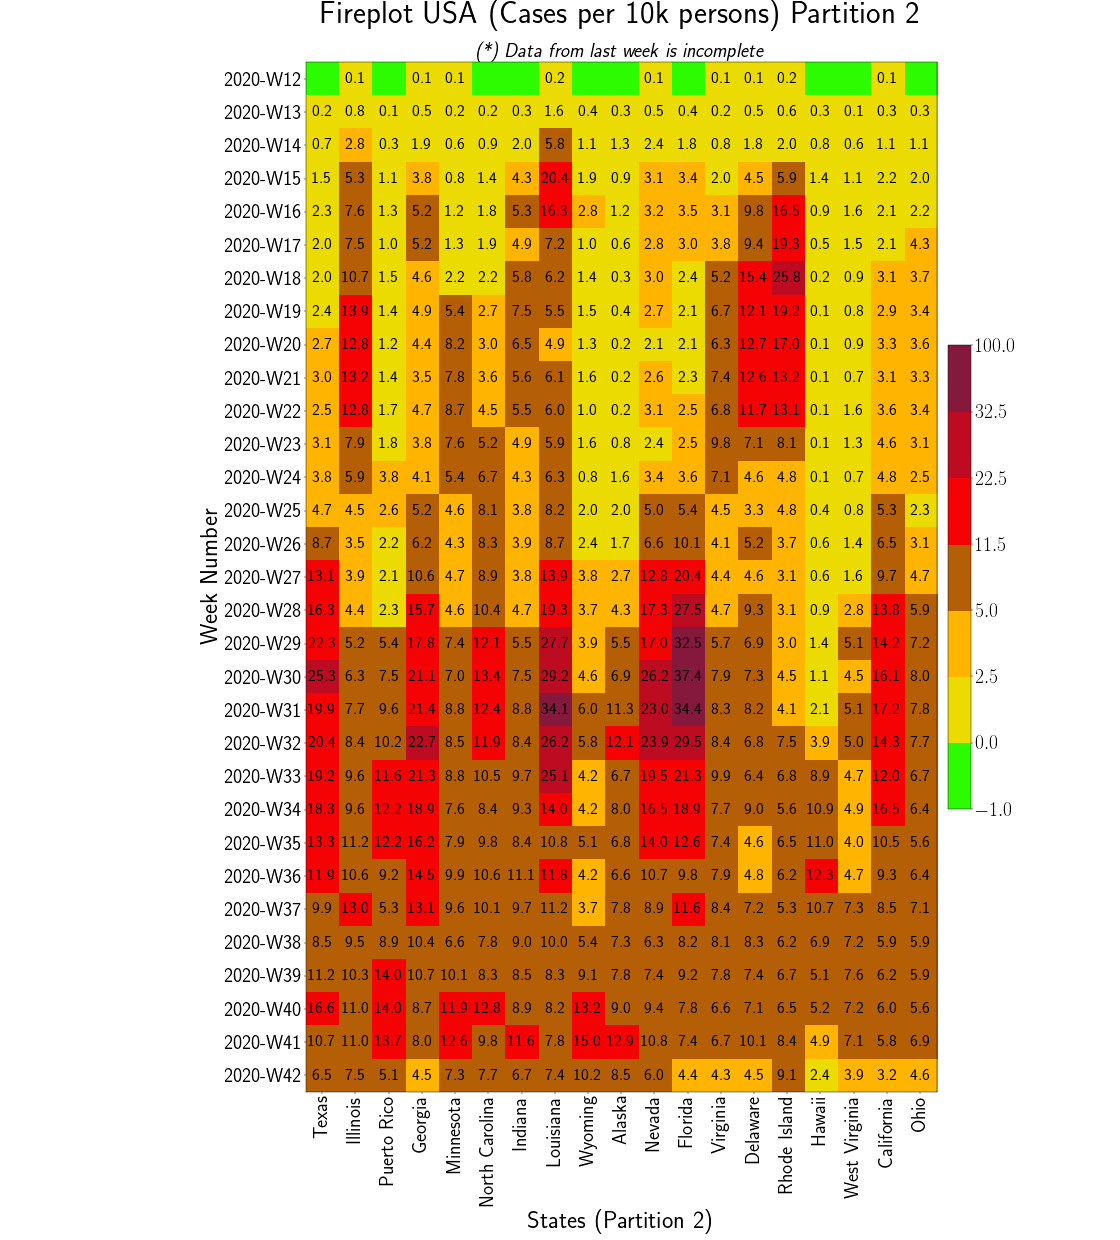 Fireplot USA (Cases per 10k persons) Partition 2
(*) Data from last week is incomplete
2020-W12 0.1 0.1 0.1 0.2 0.1 0.1 0.1 0.2 0.1
2020-W13 0.2 0.8 0.1 0.5 0.2 0.2 0.3 1.6 0.4 0.3 0.5 0.4 0.2 0.5 0.6 0.3 0.1 0.3 0.3
2020-W14 0.7 2.8 0.3 1.9 0.6 0.9 2.0 5.8 1.1 1.3 2.4 1.8 0.8 1.8 2.0 0.8 0.6 1.1 1.1
2020-W15 1.5 5.3 1.1 3.8 0.8 1.4 4.3 20.4 1.9 0.9 3.1 3.4 2.0 4.5 5.9 1.4 1.1 2.2 2.0
2020-W16 2.3 7.6 1.3 5.2 1.2 1.8 5.3 16.3 2.8 1.2 3.2 3.5 3.1 9.8 16.5 0.9 1.6 2.1 2.2
2020-W17 2.0 7.5 1.0 5.2 1.3 1.9 4.9 7.2 1.0 0.6 2.8 3.0 3.8 9.4 19.3 0.5 1.5 2.1 4.3
2020-W18 2.0 10.7 1.5 4.6 2.2 2.2 5.8 6.2 1.4 0.3 3.0 2.4 5.2 15.4 25.8 0.2 0.9 3.1 3.7
2020-W19 2.4 13.9 1.4 4.9 5.4 2.7 7.5 5.5 1.5 0.4 2.7 2.1 6.7 12.1 19.2 0.1 0.8 2.9 3.4
2020-W20 2.7 12.8 1.2 4.4 8.2 3.0 6.5 4.9 1.3 0.2 2.1 2.1 6.3 12.7 17.0 0.1 0.9 3.3 3.6
2020-W21 3.0 13.2 1.4 3.5 7.8 3.6 5.6 6.1 1.6 0.2 2.6 2.3 7.4 12.6 13.2 0.1 0.7 3.1 3.3
2020-W22 2.5 12.8 1.7 4.7 8.7 4.5 5.5 6.0 1.0 0.2 3.1 2.5 6.8 11.7 13.1 0.1 1.6 3.6 3.4
2020-W23 3.1 7.9 1.8 3.8 7.6 5.2 4.9 5.9 1.6 0.8 2.4 2.5 9.8 7.1 8.1 0.1 1.3 4.6 3.1
2020-W24 3.8 5.9 3.8 4.1 5.4 6.7 4.3 6.3 0.8 1.6 3.4 3.6 7.1 4.6 4.8 0.1 0.7 4.8 2.5
2020-W25 4.7 4.5 2.6 5.2 4.6 8.1 3.8 8.2 2.0 2.0 5.0 5.4 4.5 3.3 4.8 0.4 0.8 5.3 2.3
2020-W26 8.7 3.5 2.2 6.2 4.3 8.3 3.9 8.7 2.4 1.7 6.6 10.1 4.1 5.2 3.7 0.6 1.4 6.5 3.1
2020-W27 13.1 3.9 2.1 10.6 4.7 8.9 3.8 13.9 3.8 2.7 12.8 20.4 4.4 4.6 3.1 0.6 1.6 9.7 4.7
2020-W28 16.3 4.4 2.3 15.7 4.6 10.4 4.7 19.3 3.7 4.3 17.3 27.5 4.7 9.3 3.1 0.9 2.8 13.8 5.9
2020-W29 22.3 5.2 5.4 17.8 7.4 12.1 5.5 27.7 3.9 5.5 17.0 32.5 5.7 6.9 3.0 1.4 5.1 14.2 7.2
2020-W30 25.3 6.3 7.5 21.1 7.0 13.4 7.5 29.2 4.6 6.9 26.2 37.4 7.9 7.3 4.5 1.1 4.5 16.1 8.0
2020-W31 19.9 7.7 9.6 21.4 8.8 12.4 8.8 34.1 6.0 11.3 23.0 34.4 8.3 8.2 4.1 2.1 5.1 17.2 7.8
2020-W32 20.4 8.4 10.2 22.7 8.5 11.9 8.4 26.2 5.8 12.1 23.9 29.5 8.4 6.8 7.5 3.9 5.0 14.3 7.7
2020-W33 19.2 9.6 11.6 21.3 8.8 10.5 9.7 25.1 4.2 6.7 19.5 21.3 9.9 6.4 6.8 8.9 4.7 12.0 6.7
2020-W34 18.3 9.6 12.2 18.9 7.6 8.4 9.3 14.0 4.2 8.0 16.5 18.9 7.7 9.0 5.6 10.9 4.9 16.5 6.4
2020-W35 13.3 11.2 12.2 16.2 7.9 9.8 8.4 10.8 5.1 6.8 14.0 12.6 7.4 4.6 6.5 11.0 4.0 10.5 5.6
2020-W36 11.9 10.6 9.2 14.5 9.9 10.6 11.1 11.8 4.2 6.6 10.7 9.8 7.9 4.8 6.2 12.3 4.7 9.3 6.4
2020-W37 9.9 13.0 5.3 13.1 9.6 10.1 9.7 11.2 3.7 7.8 8.9 11.6 8.4 7.2 5.3 10.7 7.3 8.5 7.1
2020-W38 8.5 9.5 8.9 10.4 6.6 7.8 9.0 10.0 5.4 7.3 6.3 8.2 8.1 8.3 6.2 6.9 7.2 5.9 5.9
2020-W39 11.2 10.3 14.0 10.7 10.1 8.3 8.5 8.3 9.1 7.8 7.4 9.2 7.8 7.4 6.7 5.1 7.6 6.2 5.9
2020-W40 16.6 11.0 14.0 8.7 11.9 12.8 8.9 8.2 13.2 9.0 9.4 7.8 6.6 7.1 6.5 5.2 7.2 6.0 5.6
2020-W41 10.7 11.0 13.7 8.0 12.6 9.8 11.6 7.8 15.0 12.9 10.8 7.4 6.7 10.1 8.4 4.9 7.1 5.8 6.9
2020-W42 6.5 7.5 5.1 4.5 7.3 7.7 6.7 7.4 10.2 8.5 6.0 4.4 4.3 4.5 9.1 2.4 3.9 3.2 4.6
Week Number
Texas
Illinois
Puerto Rico
Georgia
Minnesota
North Carolina
Indiana
Louisiana
Wyoming
Alaska
Nevada
Florida
Virginia
Delaware
Rhode Island
Hawaii
West Virginia
California
Ohio
States (Partition 2)
100.0
32.5
22.5
11.5
5.0
2.5
0.0
−1.0